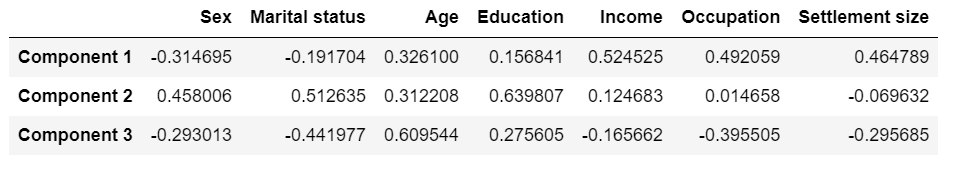 Sex Marital status Age Education Income Occupation Settlement size
Component 1 -0.314695 -0.191704 0.326100 0.156841 0.524525 0.492059 0.464789
Component 2 0.458006 0.512635 0.312208 0.639807 0.124683 0.014658 -0.069632
Component 3 -0.293013 -0.441977 0.609544 0.275605 -0.165662 -0.395505 -0.295685